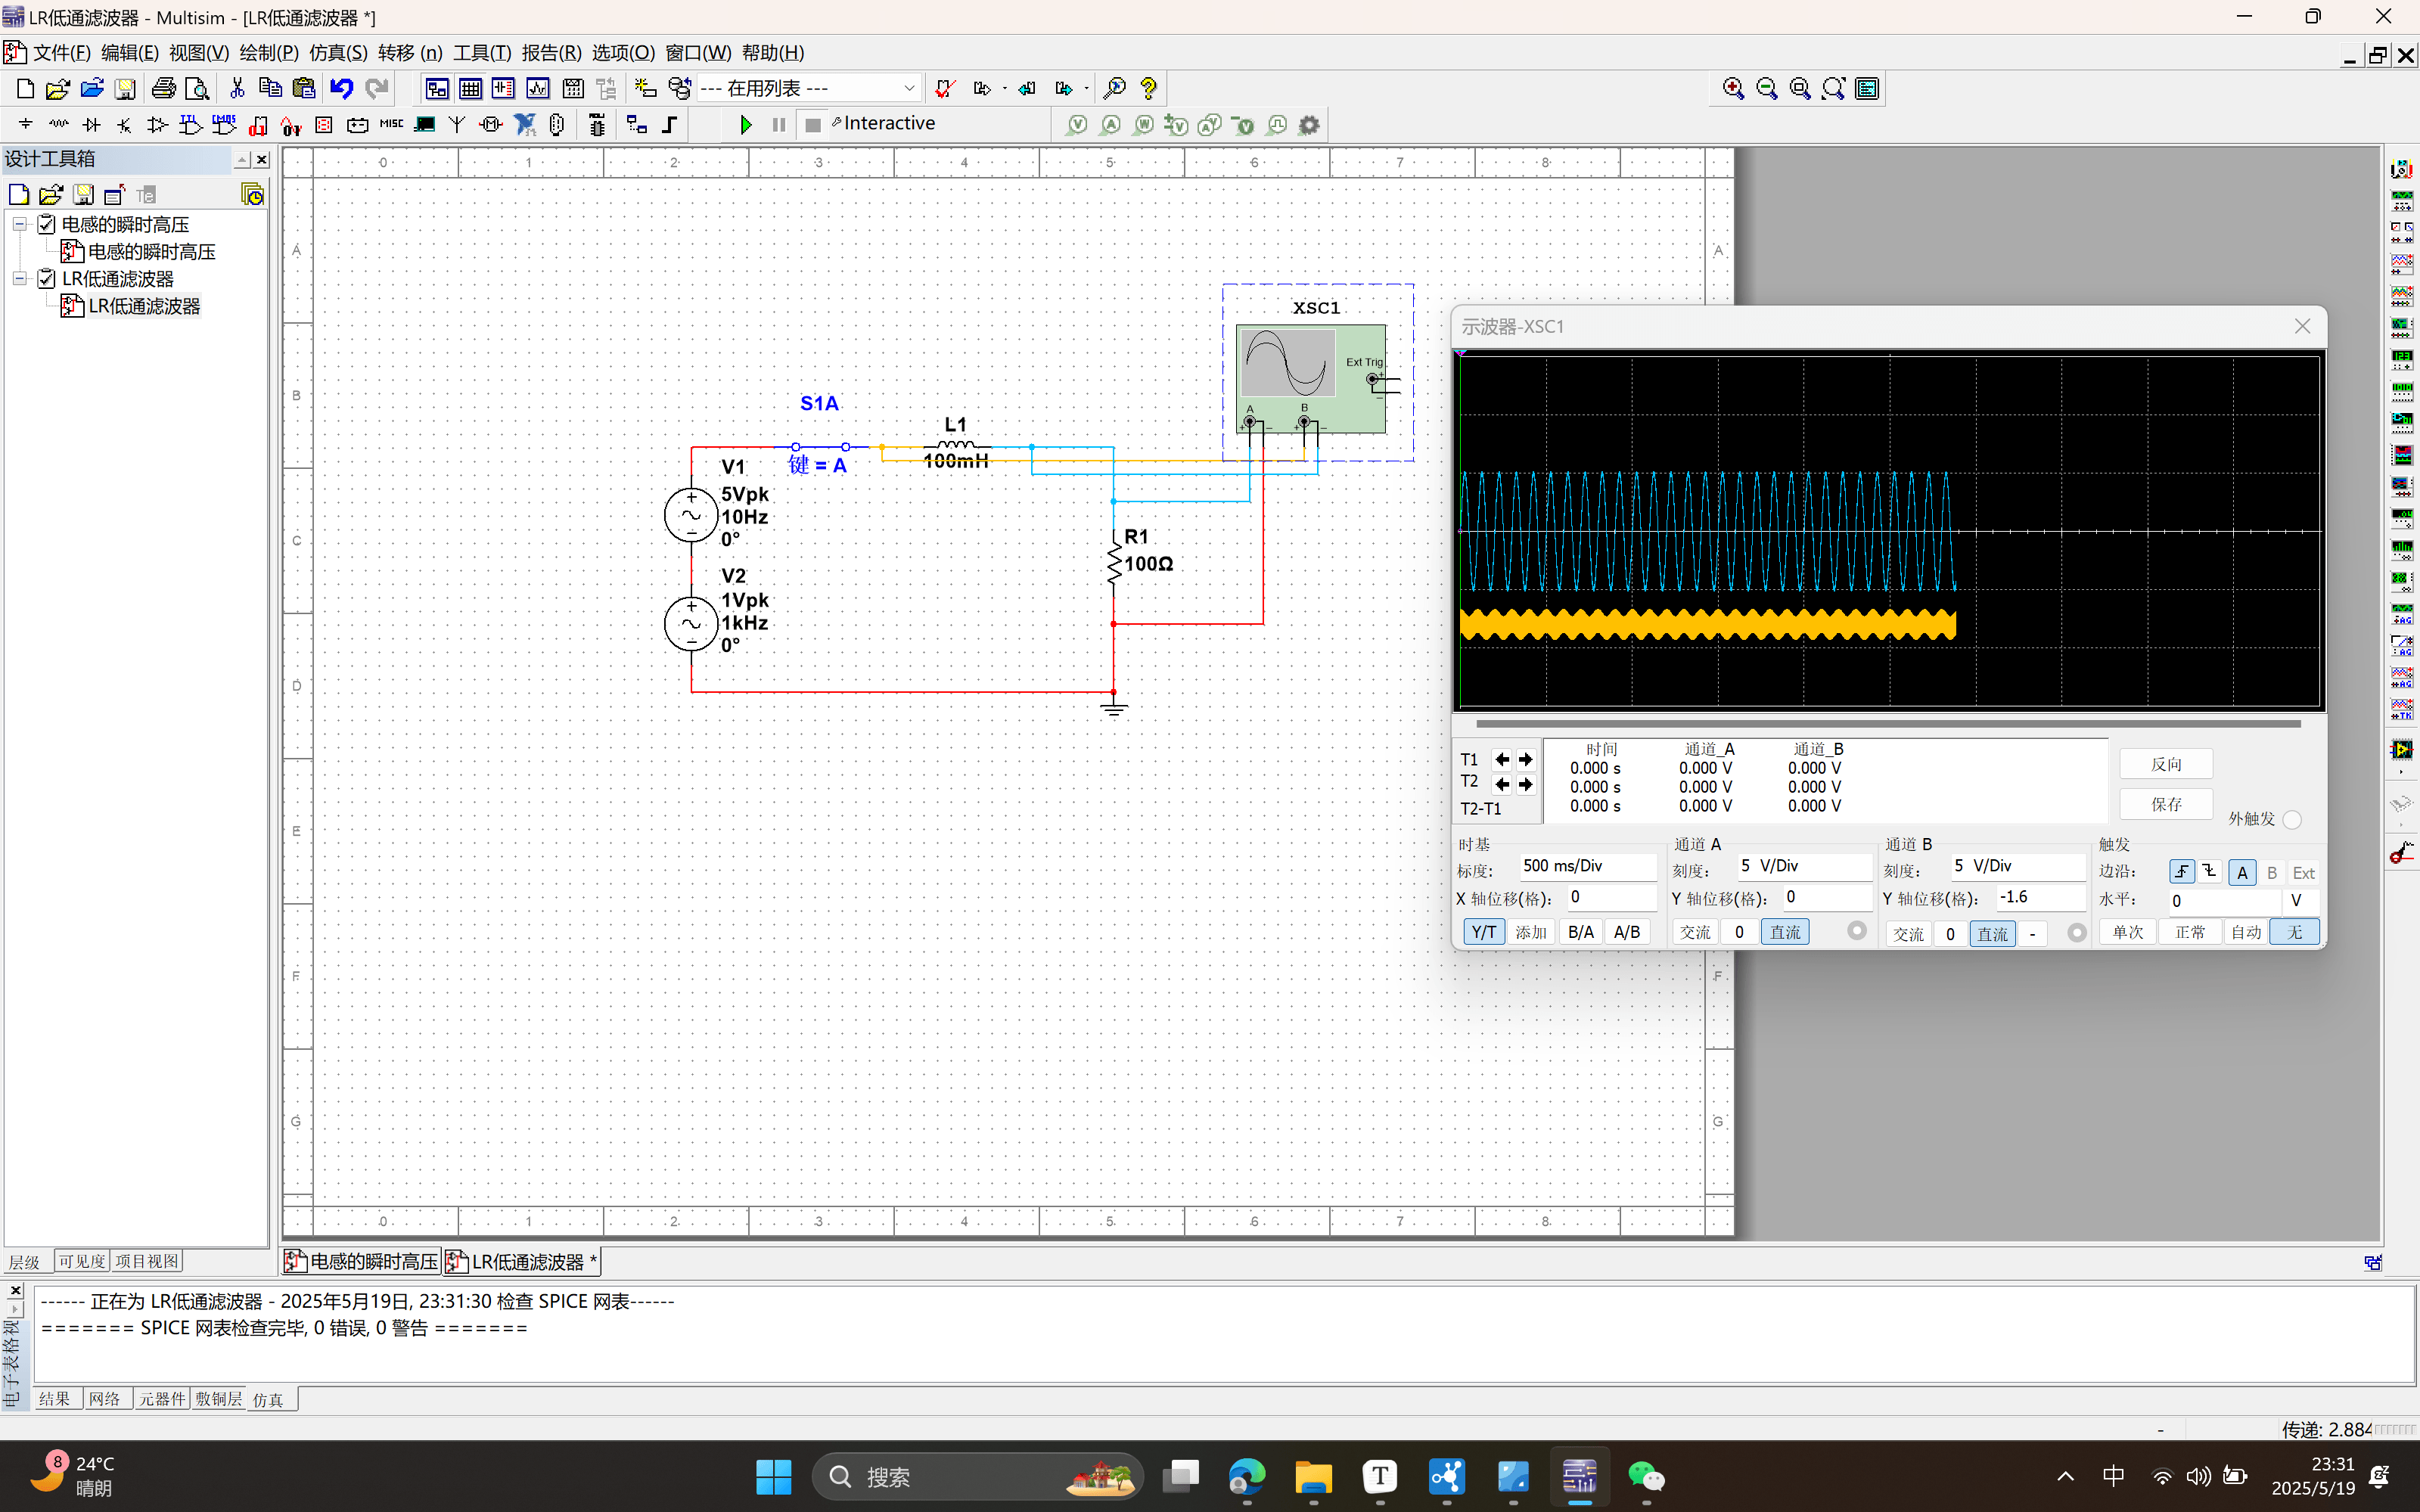 LR低通滤波器 - Multisim - [LR低通滤波器 *]
文件(F) 编辑(E) 视图(V) 绘制(P) 仿真(S) 转移 (n) 工具(T) 报告(R) 选项(O) 窗口(W) 帮助(H)
--- 在用列表 ---
MISC
Interactive
设计工具箱
电感的瞬时高压
电感的瞬时高压
LR低通滤波器
LR低通滤波器
0 1 2 3 4 5 6 7 8
A A
B
C
D
E
F F
G G
0 1 2 3 4 5 6 7 8
XSC1
Ext Trig
A B
S1A
键 = A
L1
100mH
V1
5Vpk
10Hz
0°
V2
1Vpk
1kHz
0°
R1
100Ω
示波器-XSC1
时间 通道_A 通道_B
T1 0.000 s 0.000 V 0.000 V
T2 0.000 s 0.000 V 0.000 V
T2-T1 0.000 s 0.000 V 0.000 V
反向
保存
外触发
时基 通道 A 通道 B 触发
标度: 500 ms/Div 刻度: 5 V/Div 刻度: 5 V/Div 边沿: A B Ext
X 轴位移(格): 0 Y 轴位移(格): 0 Y 轴位移(格): -1.6 水平: 0 V
Y/T 添加 B/A A/B 交流 0 直流 交流 0 直流 - 单次 正常 自动 无
层级 可见度 项目视图
电感的瞬时高压 LR低通滤波器 *
------ 正在为 LR低通滤波器 - 2025年5月19日, 23:31:30 检查 SPICE 网表------
======= SPICE 网表检查完毕, 0 错误, 0 警告 =======
电子表格视
结果 网络 元器件 敷铜层 仿真
- 传递: 2.884
8
24°C
晴朗
搜索
中
23:31
2025/5/19